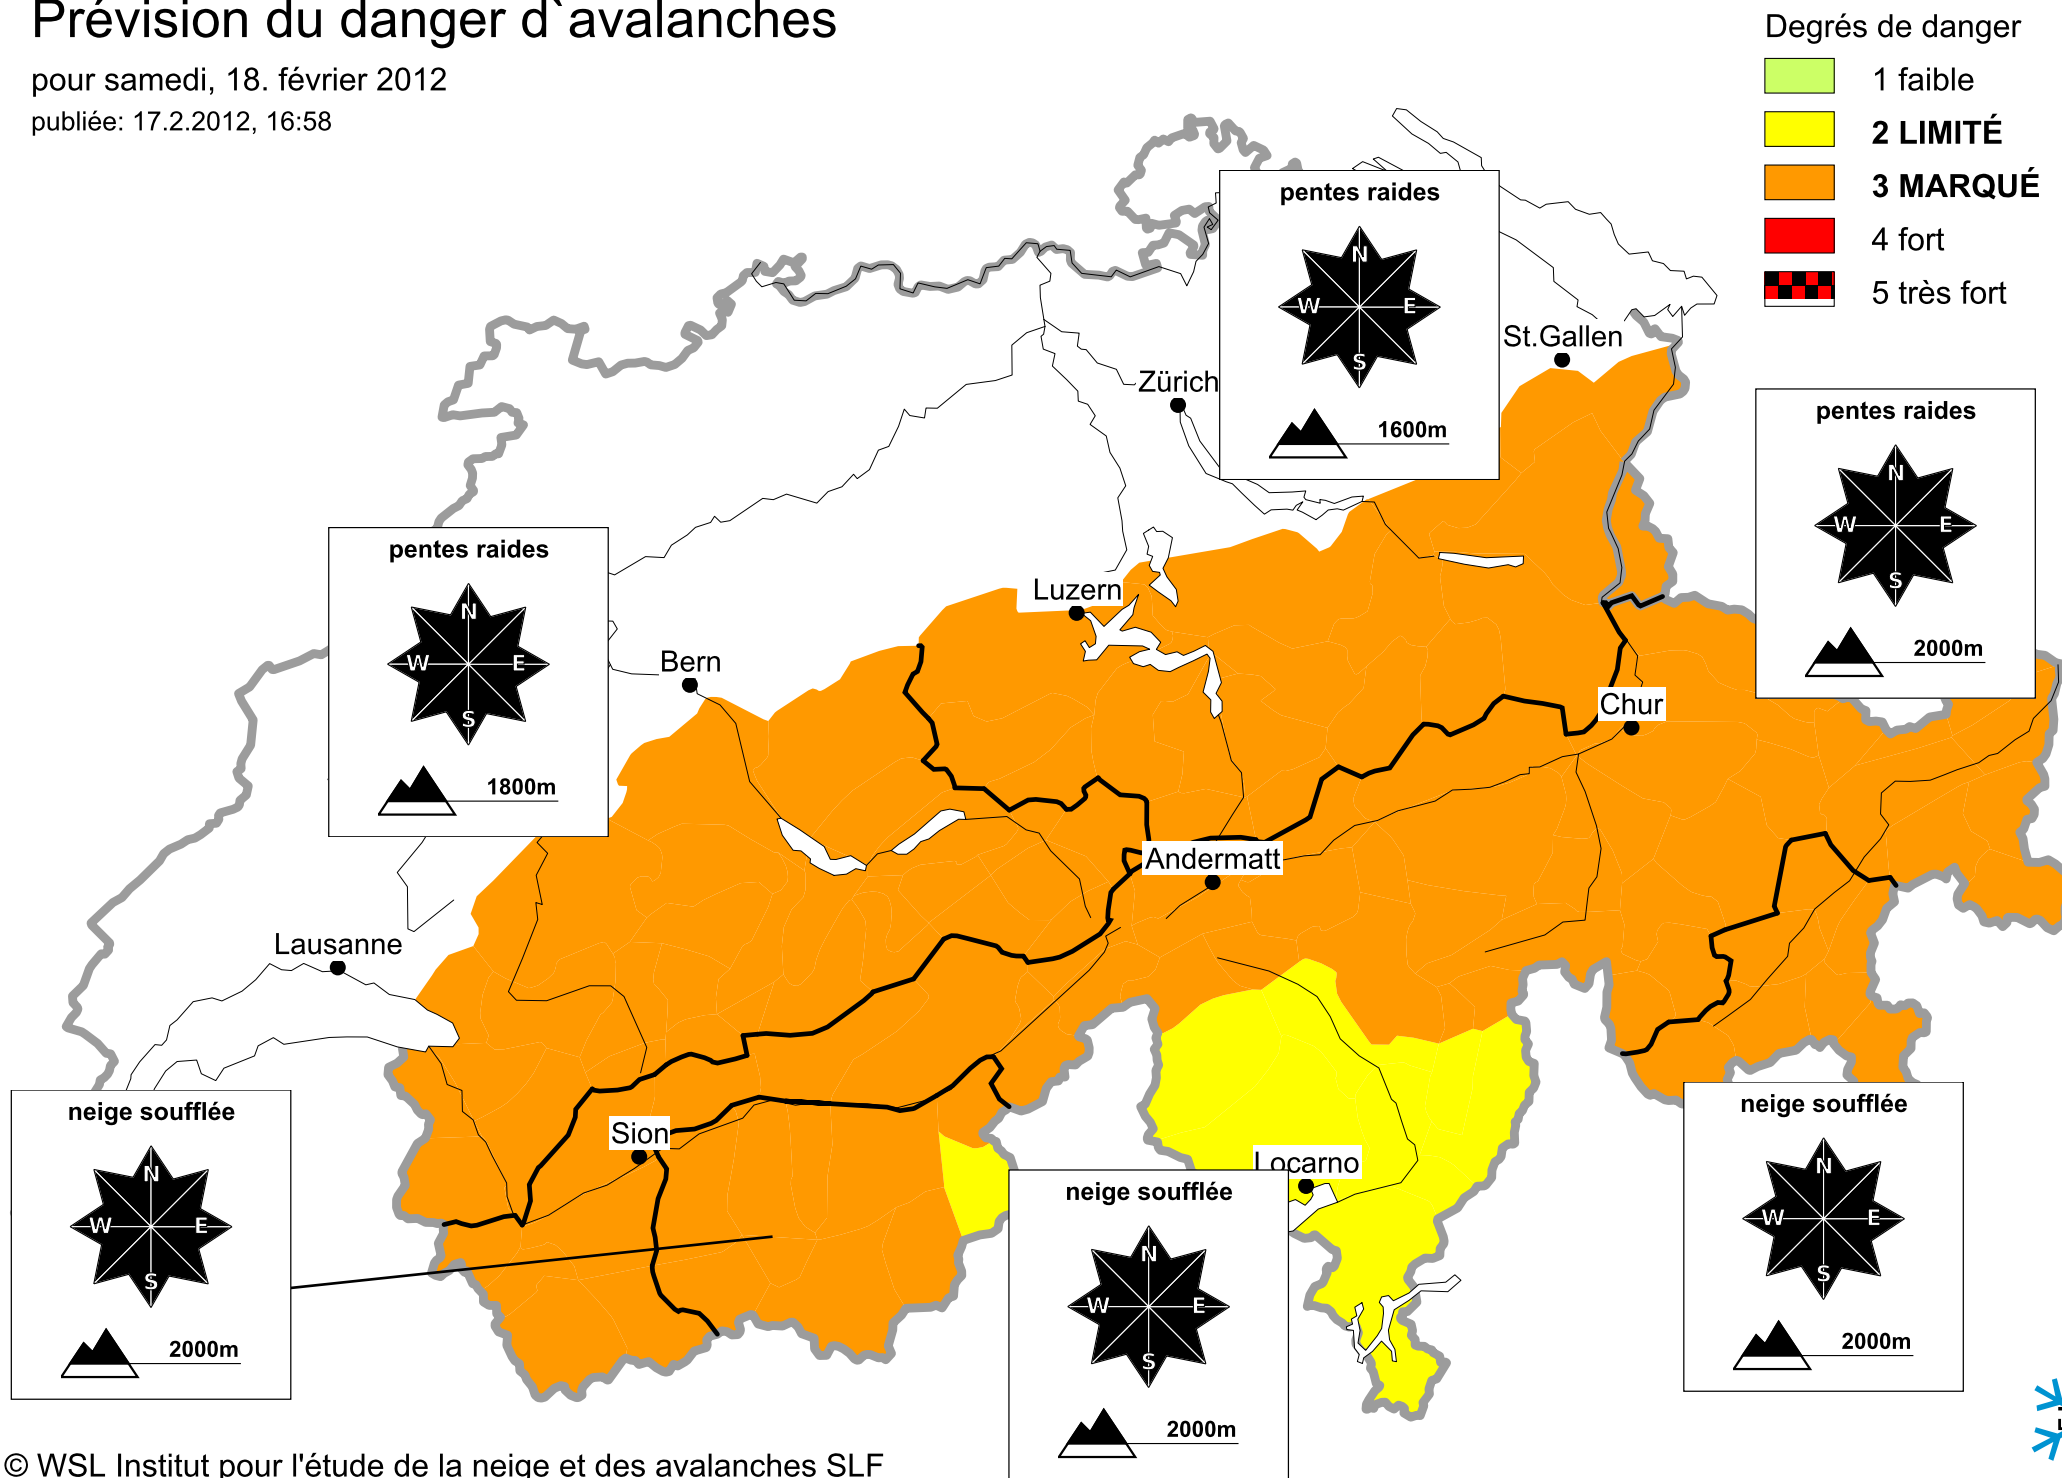 Prévision du danger d`avalanches
pour samedi, 18. février 2012
publiée: 17.2.2012, 16:58
Degrés de danger
1 faible
2 LIMITÉ
3 MARQUÉ
4 fort
5 très fort
pentes raides
N
W E
S
1600m
St.Gallen
Zürich
pentes raides
N
W E
S
2000m
pentes raides
N
W E
S
1800m
Luzern
Bern
Chur
Andermatt
Lausanne
Sion
Locarno
neige soufflée
N
W E
S
2000m
neige soufflée
N
W E
S
2000m
neige soufflée
N
W E
S
2000m
© WSL Institut pour l'étude de la neige et des avalanches SLF